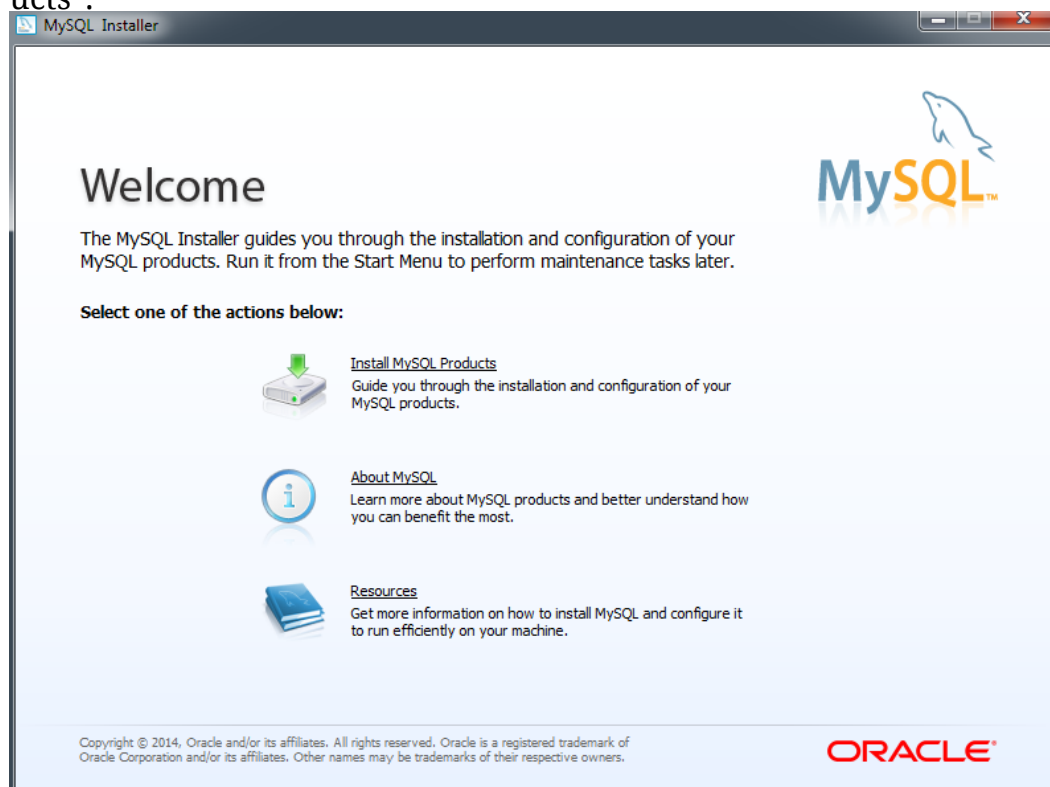 ucts".
MySQL Installer
MySQL™
Welcome
The MySQL Installer guides you through the installation and configuration of your
MySQL products. Run it from the Start Menu to perform maintenance tasks later.
Select one of the actions below:
Install MySQL Products
Guide you through the installation and configuration of your
MySQL products.
About MySQL
Learn more about MySQL products and better understand how
you can benefit the most.
Resources
Get more information on how to install MySQL and configure it
to run efficiently on your machine.
Copyright © 2014, Oracle and/or its affiliates. All rights reserved. Oracle is a registered trademark of
Oracle Corporation and/or its affiliates. Other names may be trademarks of their respective owners.
ORACLE®